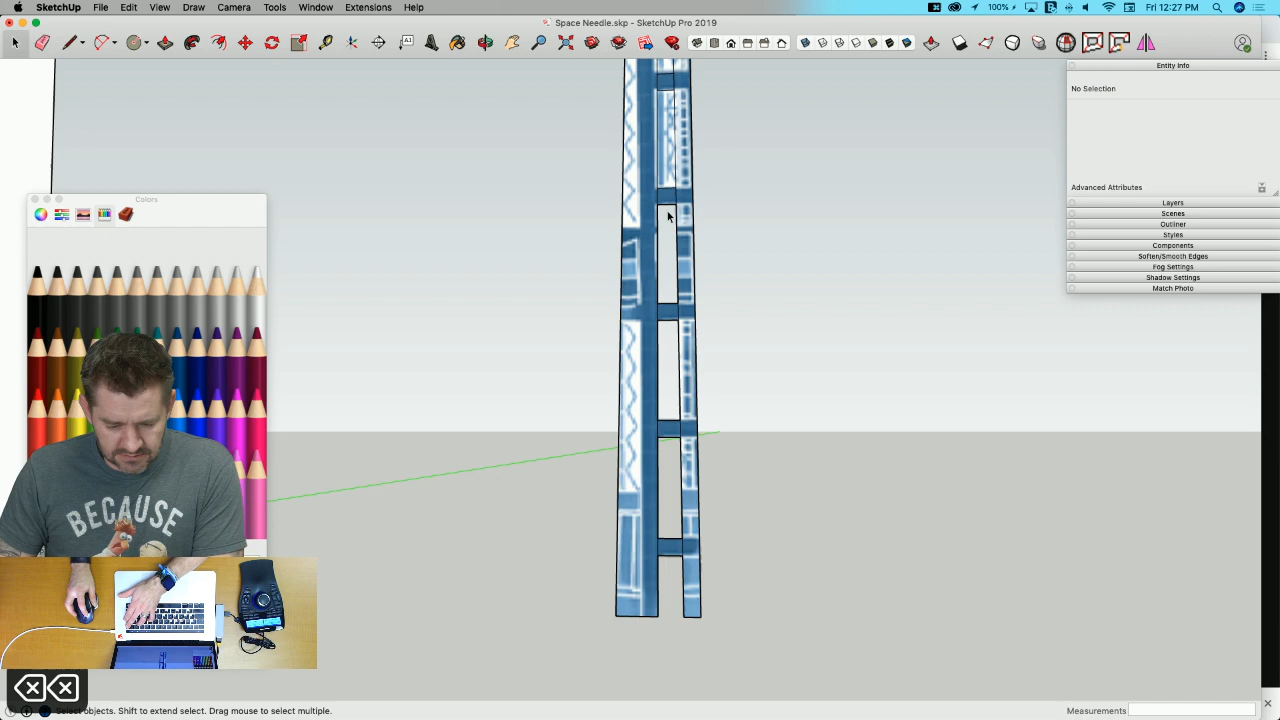 SketchUp File Edit View Draw Camera Tools Window Extensions Help 100% Fri 12:27 PM
Space Needle.skp - SketchUp Pro 2019
Entity Info
No Selection
Advanced Attributes
Layers
Scenes
Outliner
Styles
Components
Soften/Smooth Edges
Fog Settings
Shadow Settings
Match Photo
Colors
BECAUSE
Select objects. Shift to extend select. Drag mouse to select multiple.
Measurements